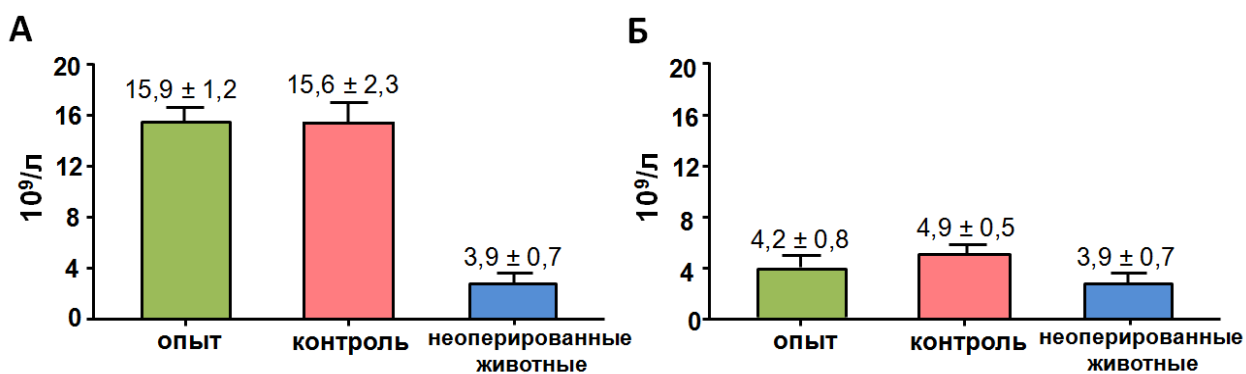 А
20
16
12
8
4
0
10⁹/л
15,9 ± 1,2
15,6 ± 2,3
3,9 ± 0,7
опыт
контроль
неоперированные
животные
Б
20
16
12
8
4
0
10⁹/л
4,2 ± 0,8
4,9 ± 0,5
3,9 ± 0,7
опыт
контроль
неоперированные
животные